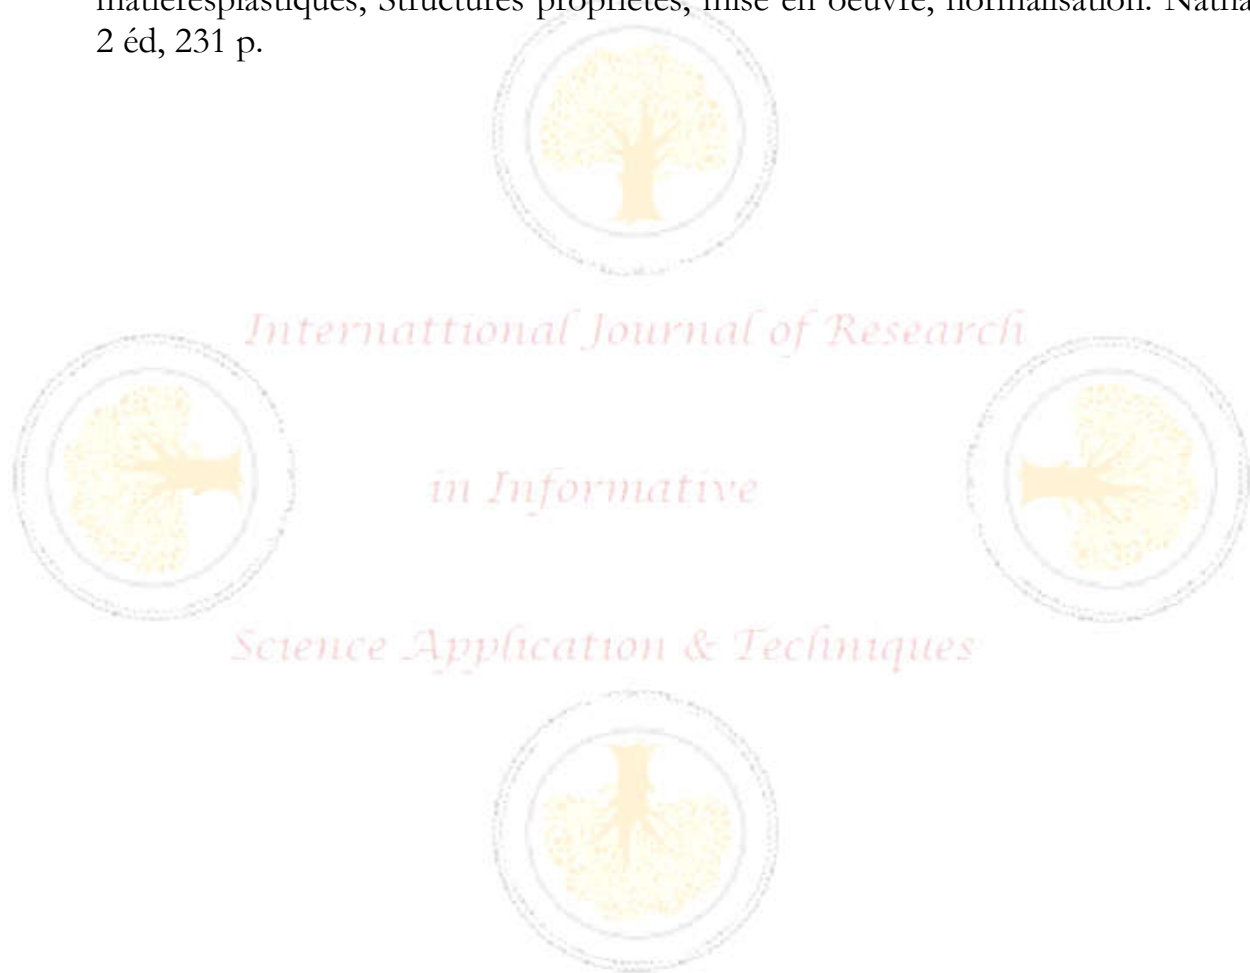 matièresplastiques, Structures propriétés, mise en oeuvre, normalisation. Natha
2 éd, 231 p.
Internattional Journal of Research
in Informative
Science Application & Techniques